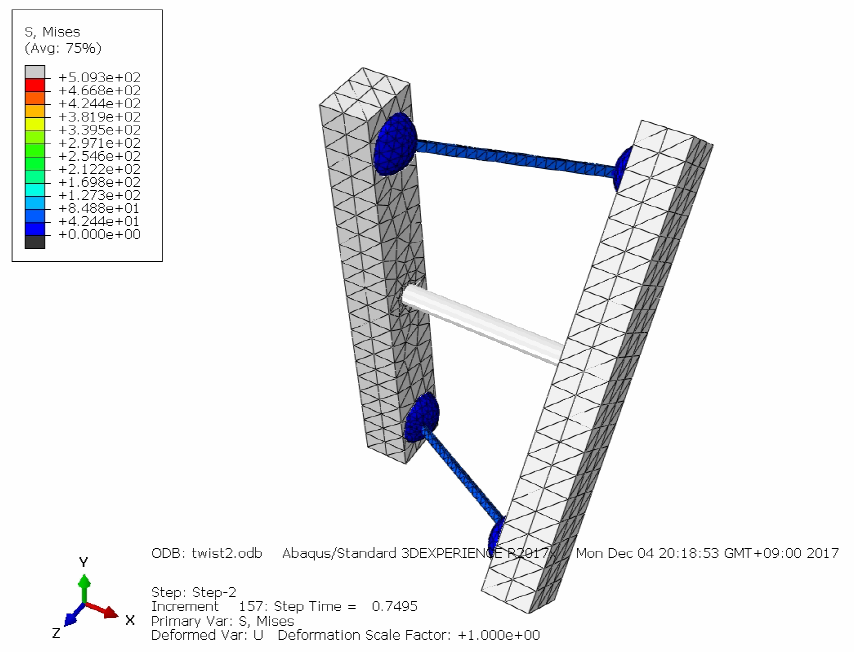 S, Mises
(Avg: 75%)
+5.093e+02
+4.668e+02
+4.244e+02
+3.819e+02
+3.395e+02
+2.971e+02
+2.546e+02
+2.122e+02
+1.698e+02
+1.273e+02
+8.488e+01
+4.244e+01
+0.000e+00
ODB: twist2.odb Abaqus/Standard 3DEXPERIENCE R2017x Mon Dec 04 20:18:53 GMT+09:00 2017
Y
X
Z
Step: Step-2
Increment 157: Step Time = 0.7495
Primary Var: S, Mises
Deformed Var: U Deformation Scale Factor: +1.000e+00